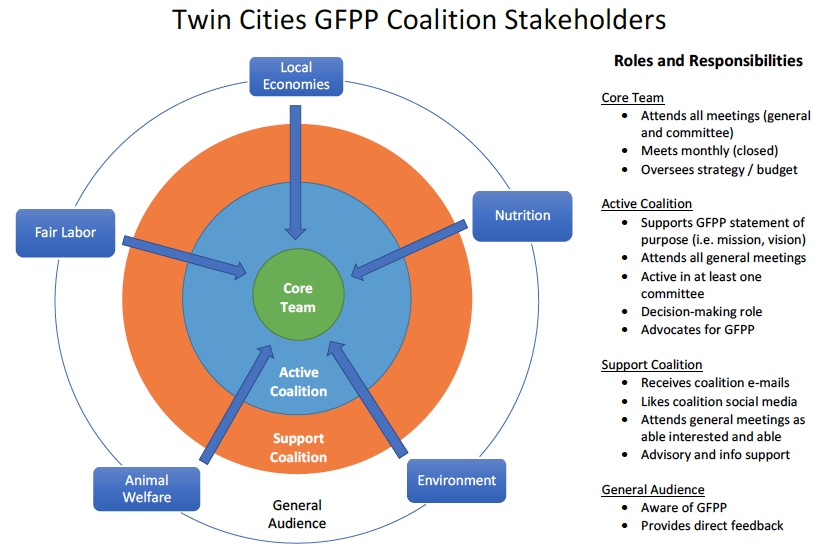 Twin Cities GFPP Coalition Stakeholders
Local
Economies
Fair Labor
Nutrition
Core
Team
Active
Coalition
Support
Coalition
Animal
Welfare
Environment
General
Audience
Roles and Responsibilities
Core Team
• Attends all meetings (general
and committee)
• Meets monthly (closed)
• Oversees strategy / budget
Active Coalition
• Supports GFPP statement of
purpose (i.e. mission, vision)
• Attends all general meetings
• Active in at least one
committee
• Decision-making role
• Advocates for GFPP
Support Coalition
• Receives coalition e-mails
• Likes coalition social media
• Attends general meetings as
able interested and able
• Advisory and info support
General Audience
• Aware of GFPP
• Provides direct feedback